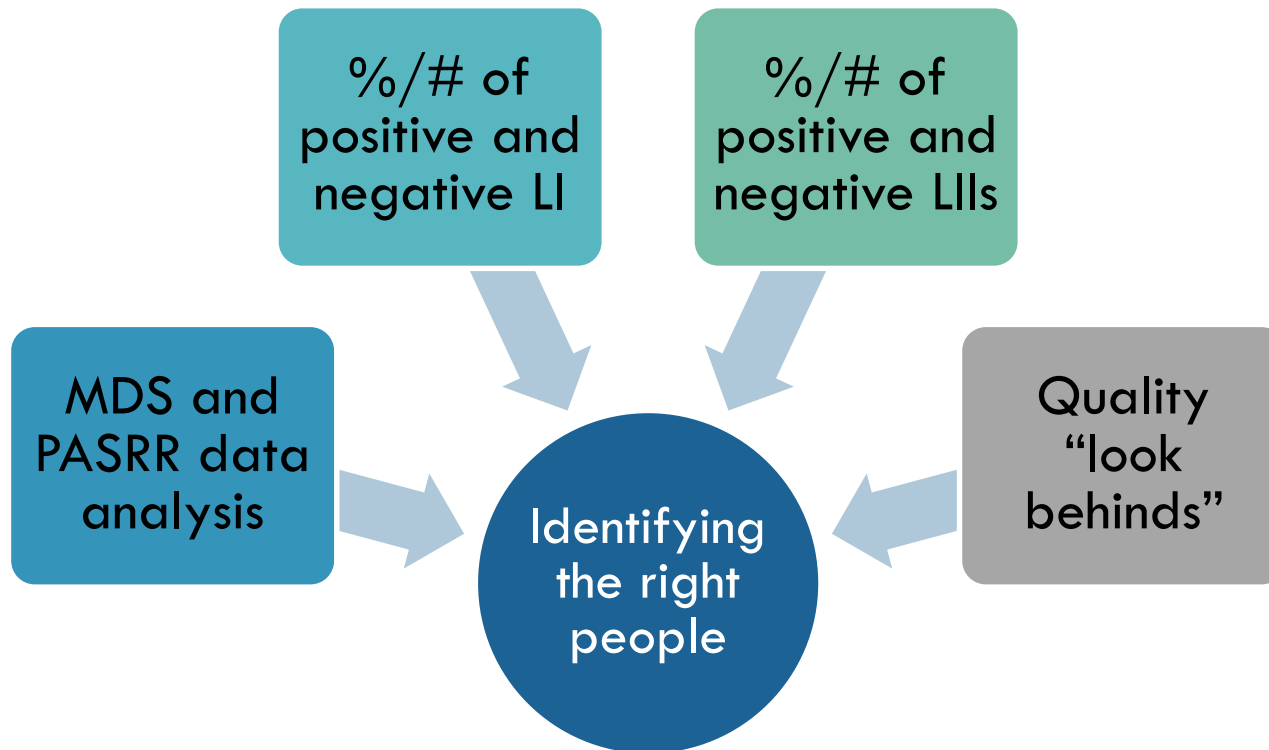 %/# of
positive and
negative LI
%/# of
positive and
negative LIIs
MDS and
PASRR data
analysis
Quality
“look
behinds”
Identifying
the right
people